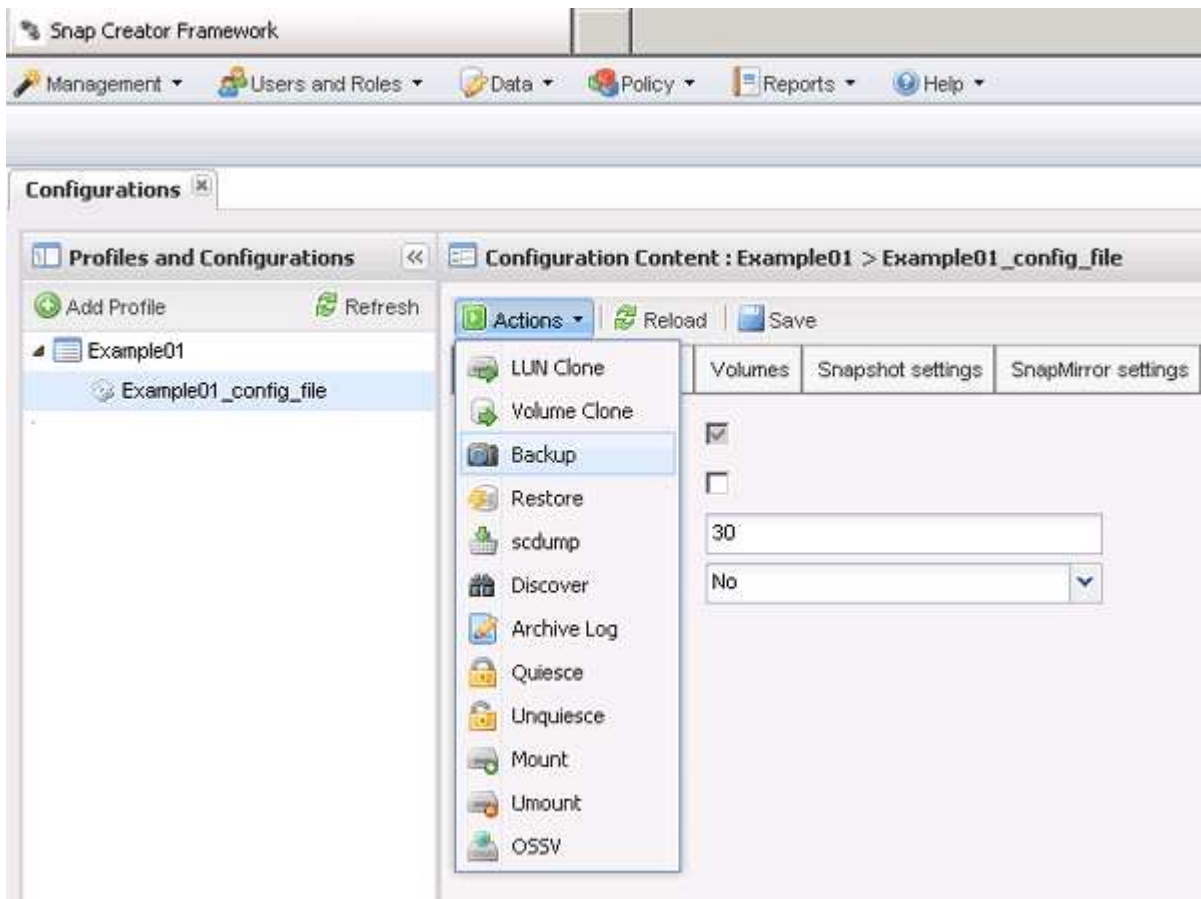 Snap Creator Framework
Management Users and Roles Data Policy Reports Help
Configurations
Profiles and Configurations
Configuration Content : Example01 > Example01_config_file
Add Profile Refresh
Actions Reload Save
Example01
Example01_config_file
Volumes Snapshot settings SnapMirror settings
LUN Clone
Volume Clone
Backup
Restore
scdump
Discover
Archive Log
Quiesce
Unquiesce
Mount
Umount
OSSV
30
No